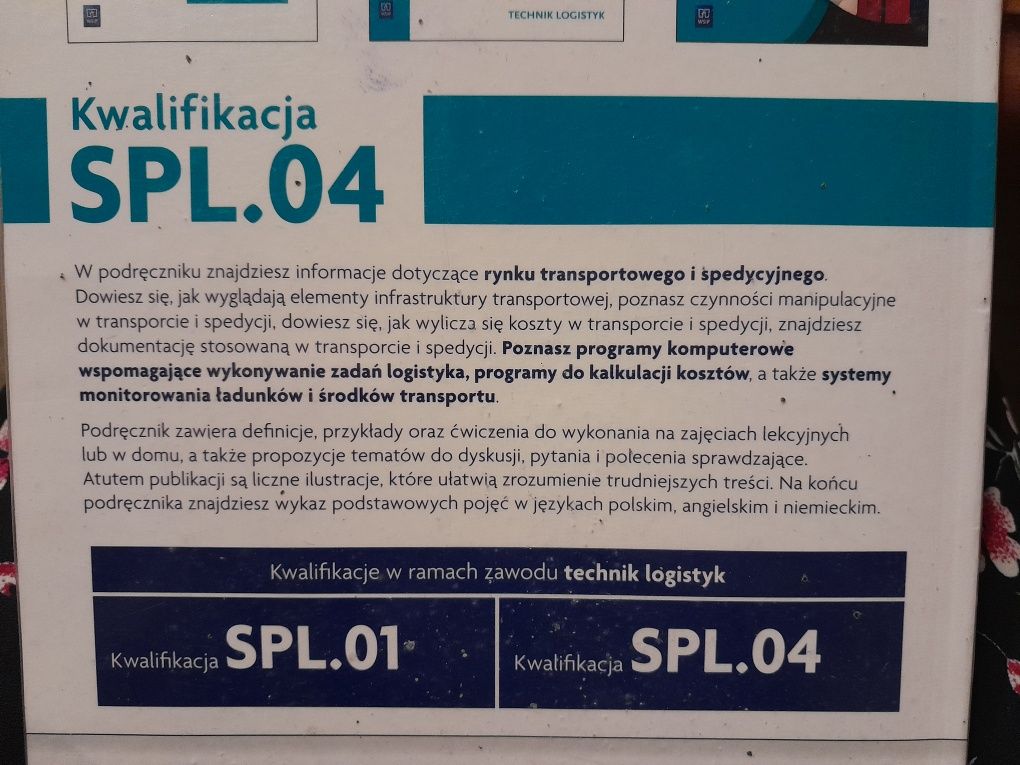 WSiP
WSiP
TECHNIK LOGISTYK
WSiP
Kwalifikacja
SPL.04
W podręczniku znajdziesz informacje dotyczące rynku transportowego i spedycyjnego.
Dowiesz się, jak wyglądają elementy infrastruktury transportowej, poznasz czynności manipulacyjne
w transporcie i spedycji, dowiesz się, jak wylicza się koszty w transporcie i spedycji, znajdziesz
dokumentację stosowaną w transporcie i spedycji. Poznasz programy komputerowe
wspomagające wykonywanie zadań logistyka, programy do kalkulacji kosztów, a także systemy
monitorowania ładunków i środków transportu.
Podręcznik zawiera definicje, przykłady oraz ćwiczenia do wykonania na zajęciach lekcyjnych
lub w domu, a także propozycje tematów do dyskusji, pytania i polecenia sprawdzające.
Atutem publikacji są liczne ilustracje, które ułatwią zrozumienie trudniejszych treści. Na końcu
podręcznika znajdziesz wykaz podstawowych pojęć w językach polskim, angielskim i niemieckim.
Kwalifikacje w ramach zawodu technik logistyk
Kwalifikacja SPL.01
Kwalifikacja SPL.04